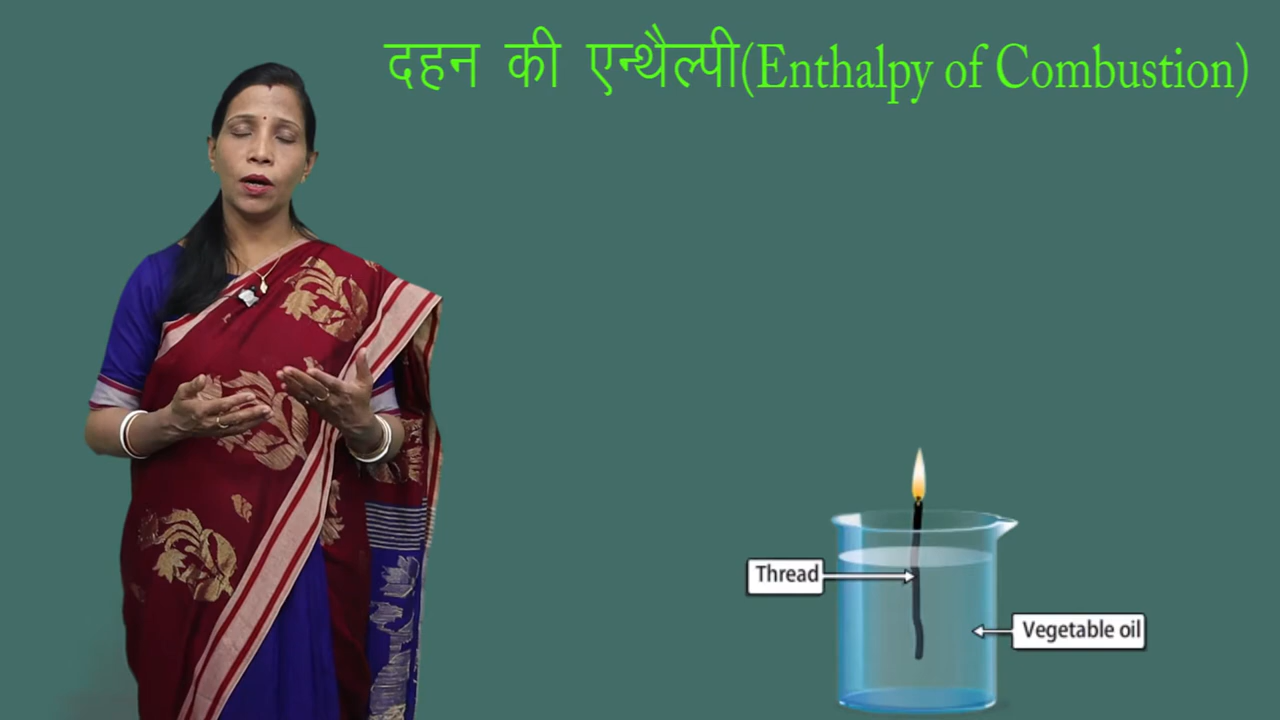 दहन की एन्थैल्पी(Enthalpy of Combustion)
Thread
Vegetable oil